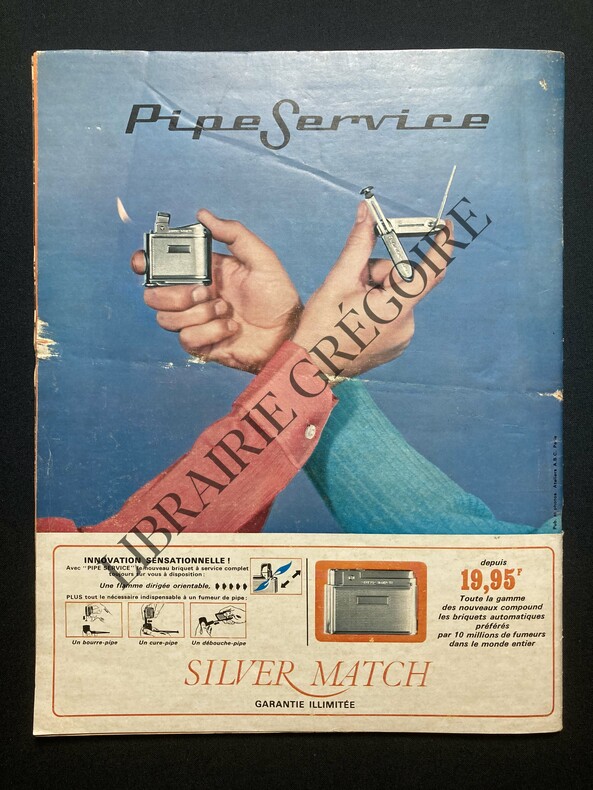 PipeService
LIBRAIRIE GRÉGOIRE
INNOVATION SENSATIONNELLE !
Avec "PIPE SERVICE" le nouveau briquet à service complet
toujours sur vous à disposition :
Une flamme dirigée orientable,
PLUS tout le nécessaire indispensable à un fumeur de pipe :
Un bourre-pipe
Un cure-pipe
Un débouche-pipe
depuis
19,95F
Toute la gamme
des nouveaux compound
les briquets automatiques
préférés
par 10 millions de fumeurs
dans le monde entier
SILVER MATCH
GARANTIE ILLIMITÉE